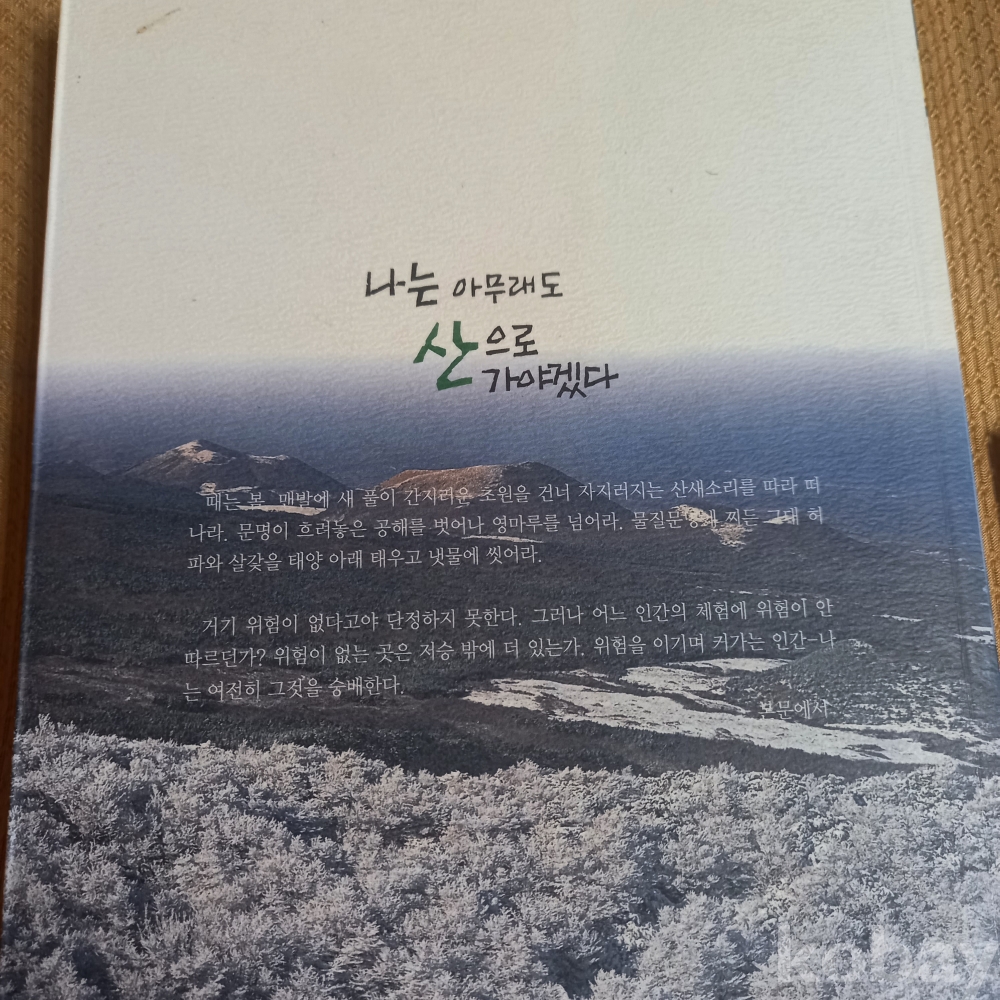 나는 아무래도
산으로
가야겠다
때는 봄, 맨발에 새 풀이 간지러운 초원을 건너 자지러지는 산새소리를 따라 떠
나라. 문명이 흐려놓은 공해를 벗어나 영마루를 넘어라. 물질문명에 찌든 그대 허
파와 살갗을 태양 아래 태우고 냇물에 씻어라.
거기 위험이 없다고야 단정하지 못한다. 그러나 어느 인간의 체험에 위험이 안
따르던가? 위험이 없는 곳은 저승 밖에 더 있는가. 위험을 이기며 커가는 인간-나
는 여전히 그것을 숭배한다.
본문에서
kobay